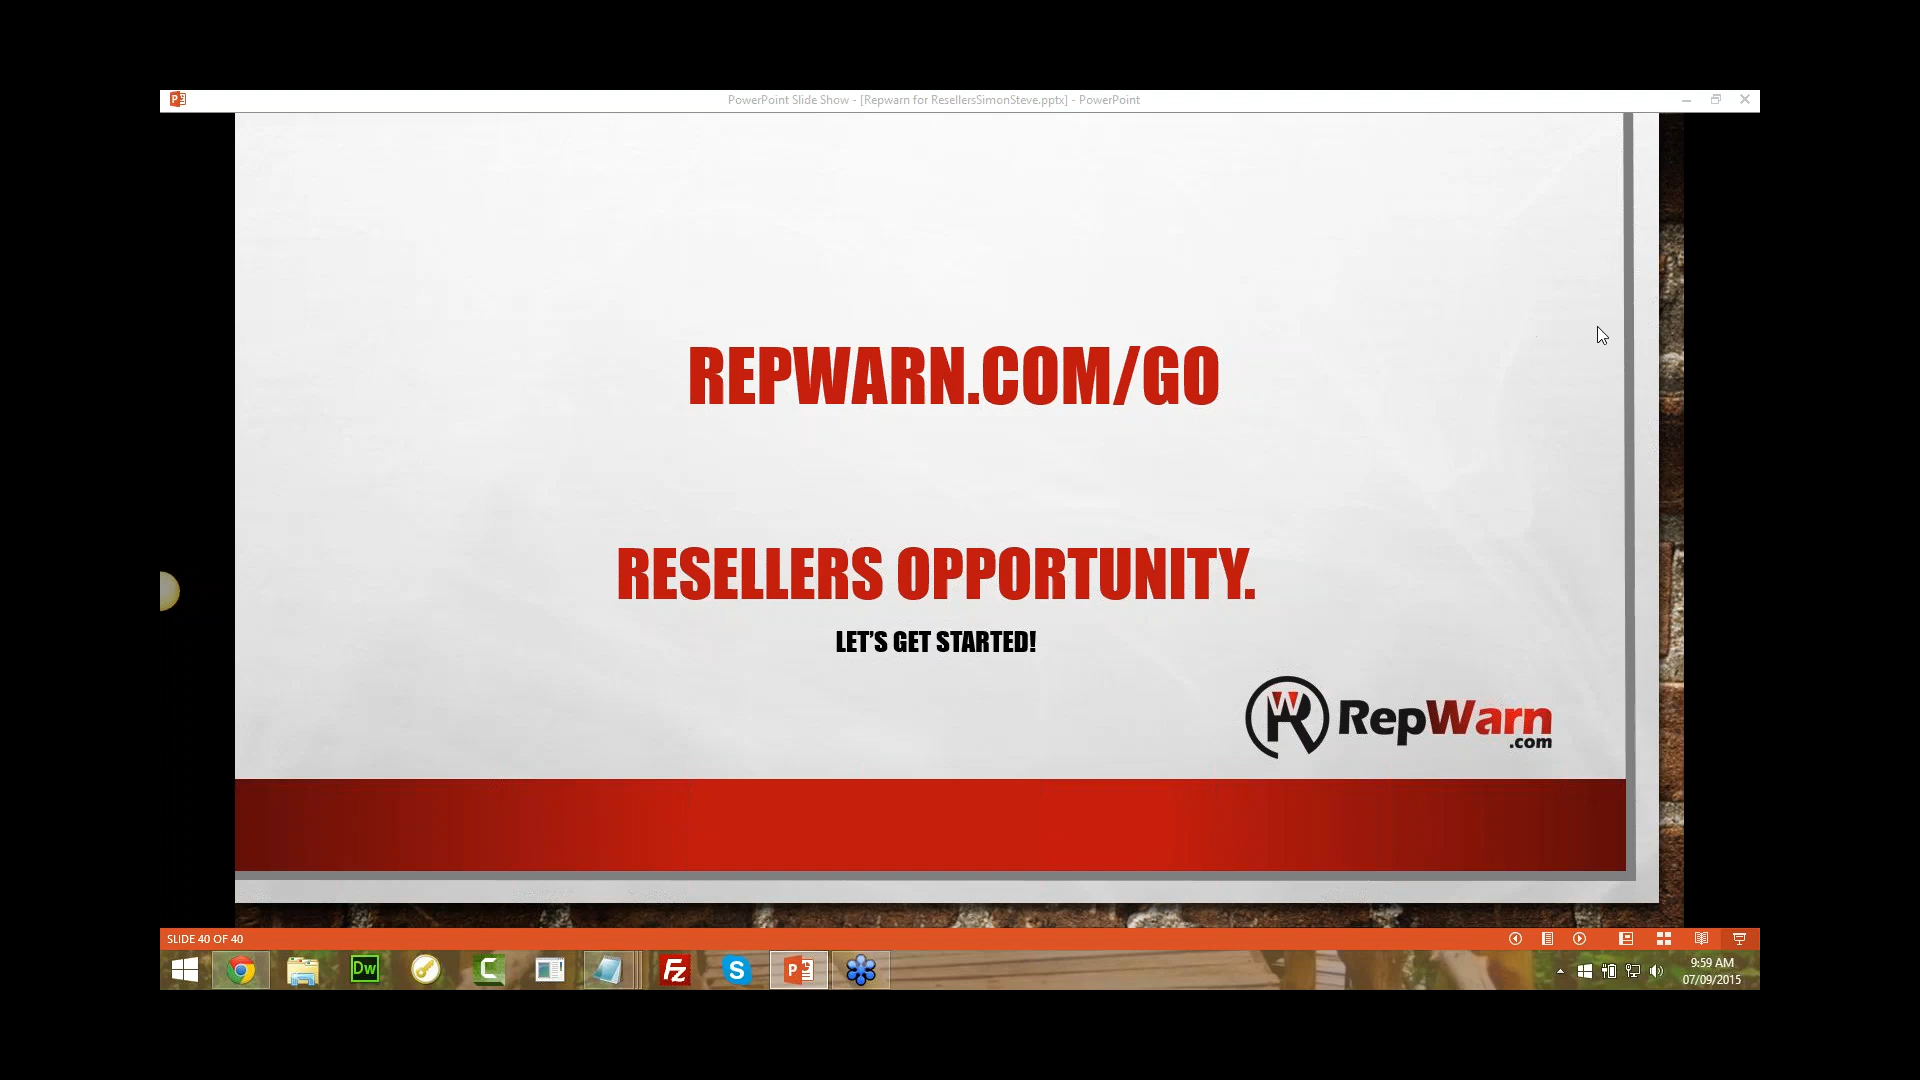 PowerPoint Slide Show - [Repwarn for ResellersSimonSteve.pptx] - PowerPoint
REPWARN.COM/GO
RESELLERS OPPORTUNITY.
LET’S GET STARTED!
RepWarn
.com
SLIDE 40 OF 40
Dw
C
Fz
S
P
9:59 AM
07/09/2015